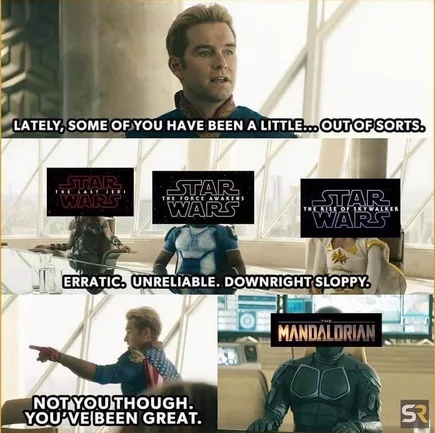 LATELY, SOME OF YOU HAVE BEEN A LITTLE... OUT OF SORTS.
STAR
THE LAST JEDI
WARS
STAR
THE FORCE AWAKENS
WARS
STAR
THE RISE OF SKYWALKER
WARS
ERRATIC. UNRELIABLE. DOWNRIGHT SLOPPY.
NOT YOU THOUGH.
YOU'VE BEEN GREAT.
THE
MANDALORIAN
SR